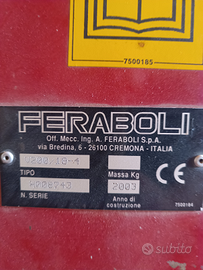 7500185
FERABOLI
Off. Mecc. Ing. A. FERABOLI S.p.A.
via Bredina, 6 - 26100 CREMONA - ITALIA
TIPO
Massa Kg
2003
N. SERIE
Anno di
costruzione
CE
7500184
subito